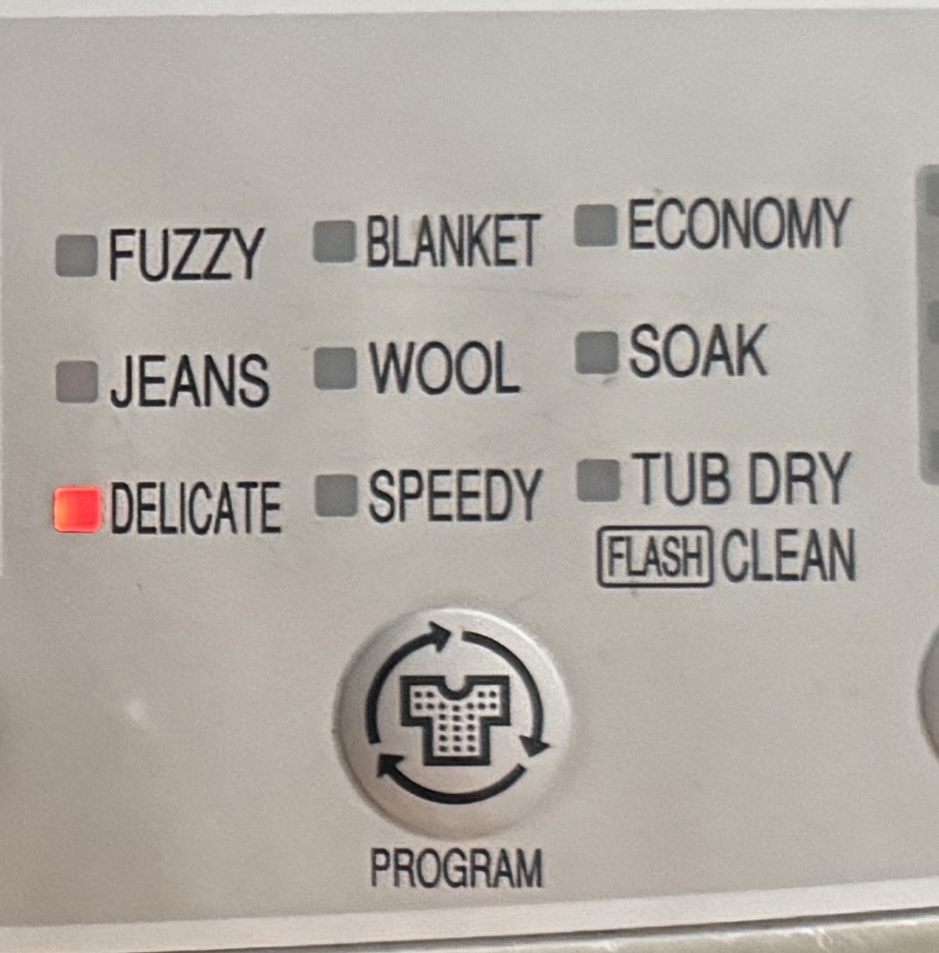 FUZZY BLANKET ECONOMY
JEANS WOOL SOAK
DELICATE SPEEDY TUB DRY
FLASH CLEAN
PROGRAM